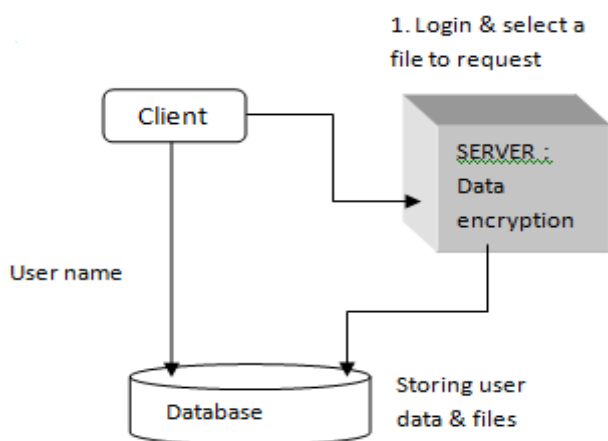 1. Login & select a
file to request
Client
SERVER :
Data
encryption
User name
Database
Storing user
data & files